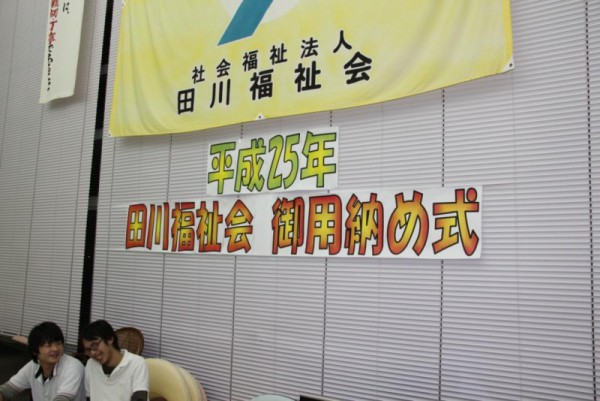 社会福祉法人
田川福祉会
平成25年
田川福祉会 御用納め式